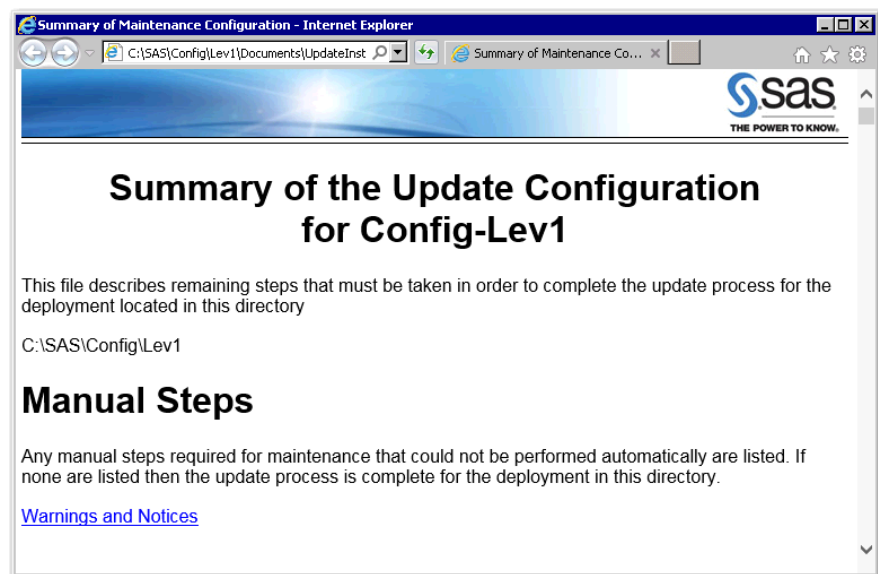 Summary of Maintenance Configuration - Internet Explorer
C:\SAS\Config\Lev1\Documents\UpdateInst
Summary of Maintenance Co...
sas
THE POWER TO KNOW.
Summary of the Update Configuration
for Config-Lev1
This file describes remaining steps that must be taken in order to complete the update process for the
deployment located in this directory
C:\SAS\Config\Lev1
Manual Steps
Any manual steps required for maintenance that could not be performed automatically are listed. If
none are listed then the update process is complete for the deployment in this directory.
Warnings and Notices